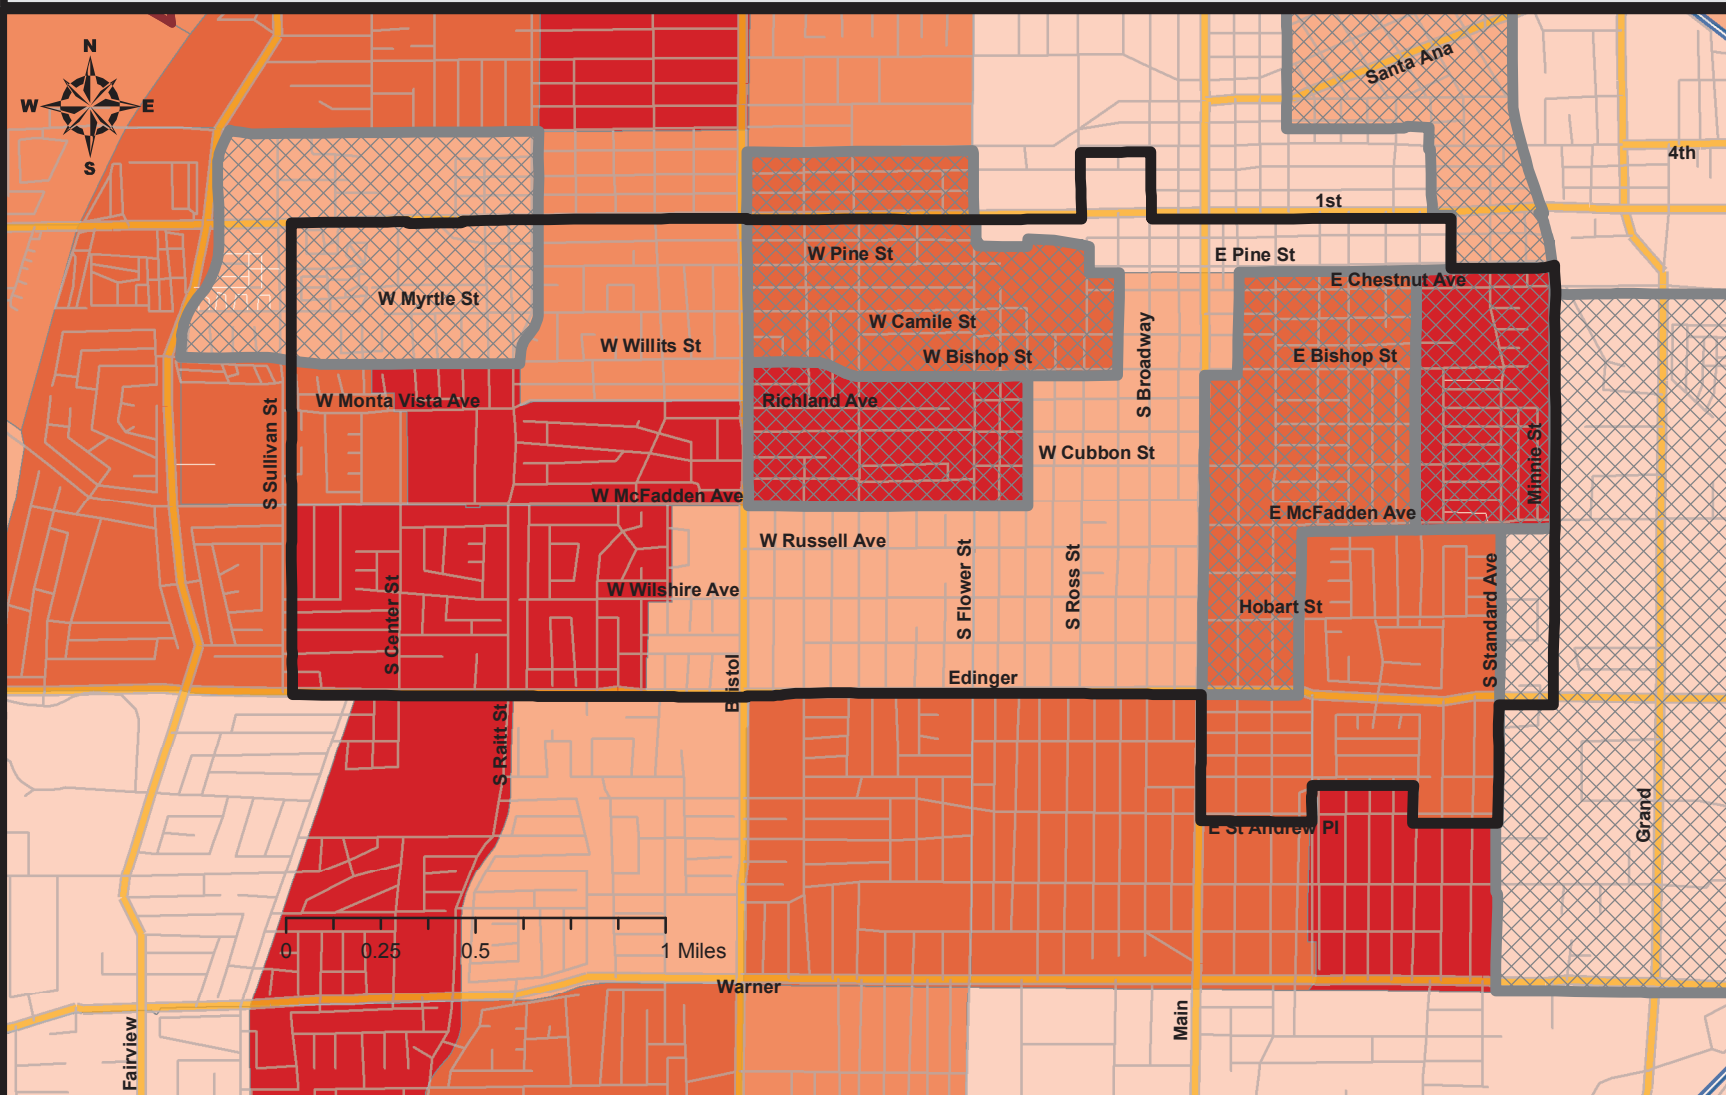 N
W
E
S
Santa Ana
4th
1st
W Pine St
E Pine St
E Chestnut Ave
W Myrtle St
W Camile St
W Willits St
W Bishop St
E Bishop St
S Broadway
W Monta Vista Ave
Richland Ave
S Sullivan St
W Cubbon St
Minnie St
W McFadden Ave
E McFadden Ave
W Russell Ave
S Flower St
S Ross St
W Wilshire Ave
Hobart St
S Center St
S Standard Ave
Bristol
Edinger
S Raitt St
E St Andrew Pl
Grand
0
0.25
0.5
1 Miles
Warner
Main
Fairview